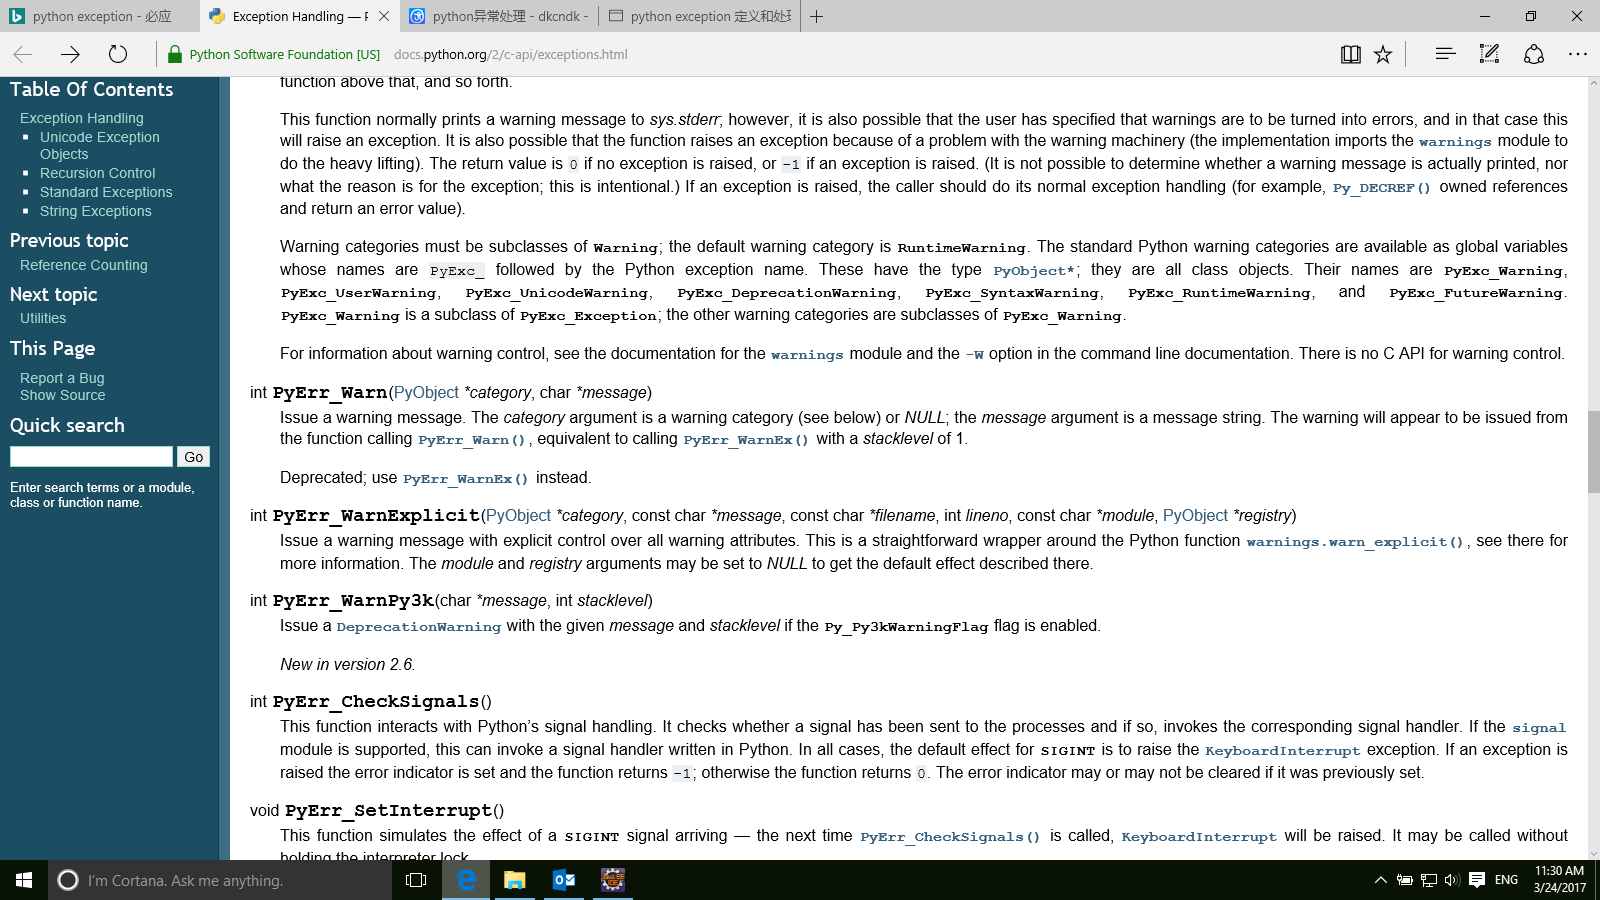 python exception - 必应
Exception Handling — P
python异常处理 - dkcndk -
python exception 定义和处理
Python Software Foundation [US]
docs.python.org/2/c-api/exceptions.html
Table Of Contents
Exception Handling
Unicode Exception
Objects
Recursion Control
Standard Exceptions
String Exceptions
Previous topic
Reference Counting
Next topic
Utilities
This Page
Report a Bug
Show Source
Quick search
Go
Enter search terms or a module,
class or function name.
function above that, and so forth.
This function normally prints a warning message to sys.stderr; however, it is also possible that the user has specified that warnings are to be turned into errors, and in that case this
will raise an exception. It is also possible that the function raises an exception because of a problem with the warning machinery (the implementation imports the warnings module to
do the heavy lifting). The return value is 0 if no exception is raised, or -1 if an exception is raised. (It is not possible to determine whether a warning message is actually printed, nor
what the reason is for the exception; this is intentional.) If an exception is raised, the caller should do its normal exception handling (for example, Py_DECREF() owned references
and return an error value).
Warning categories must be subclasses of Warning; the default warning category is RuntimeWarning. The standard Python warning categories are available as global variables
whose names are PyExc_ followed by the Python exception name. These have the type PyObject*; they are all class objects. Their names are PyExc_Warning,
PyExc_UserWarning, PyExc_UnicodeWarning, PyExc_DeprecationWarning, PyExc_SyntaxWarning, PyExc_RuntimeWarning, and PyExc_FutureWarning.
PyExc_Warning is a subclass of PyExc_Exception; the other warning categories are subclasses of PyExc_Warning.
For information about warning control, see the documentation for the warnings module and the -W option in the command line documentation. There is no C API for warning control.
int PyErr_Warn(PyObject *category, char *message)
Issue a warning message. The category argument is a warning category (see below) or NULL; the message argument is a message string. The warning will appear to be issued from
the function calling PyErr_Warn(), equivalent to calling PyErr_WarnEx() with a stacklevel of 1.
Deprecated; use PyErr_WarnEx() instead.
int PyErr_WarnExplicit(PyObject *category, const char *message, const char *filename, int lineno, const char *module, PyObject *registry)
Issue a warning message with explicit control over all warning attributes. This is a straightforward wrapper around the Python function warnings.warn_explicit(), see there for
more information. The module and registry arguments may be set to NULL to get the default effect described there.
int PyErr_WarnPy3k(char *message, int stacklevel)
Issue a DeprecationWarning with the given message and stacklevel if the Py_Py3kWarningFlag flag is enabled.
New in version 2.6.
int PyErr_CheckSignals()
This function interacts with Python’s signal handling. It checks whether a signal has been sent to the processes and if so, invokes the corresponding signal handler. If the signal
module is supported, this can invoke a signal handler written in Python. In all cases, the default effect for SIGINT is to raise the KeyboardInterrupt exception. If an exception is
raised the error indicator is set and the function returns -1; otherwise the function returns 0. The error indicator may or may not be cleared if it was previously set.
void PyErr_SetInterrupt()
This function simulates the effect of a SIGINT signal arriving — the next time PyErr_CheckSignals() is called, KeyboardInterrupt will be raised. It may be called without
holding the interpreter lock.
I'm Cortana. Ask me anything.
ENG
11:30 AM
3/24/2017